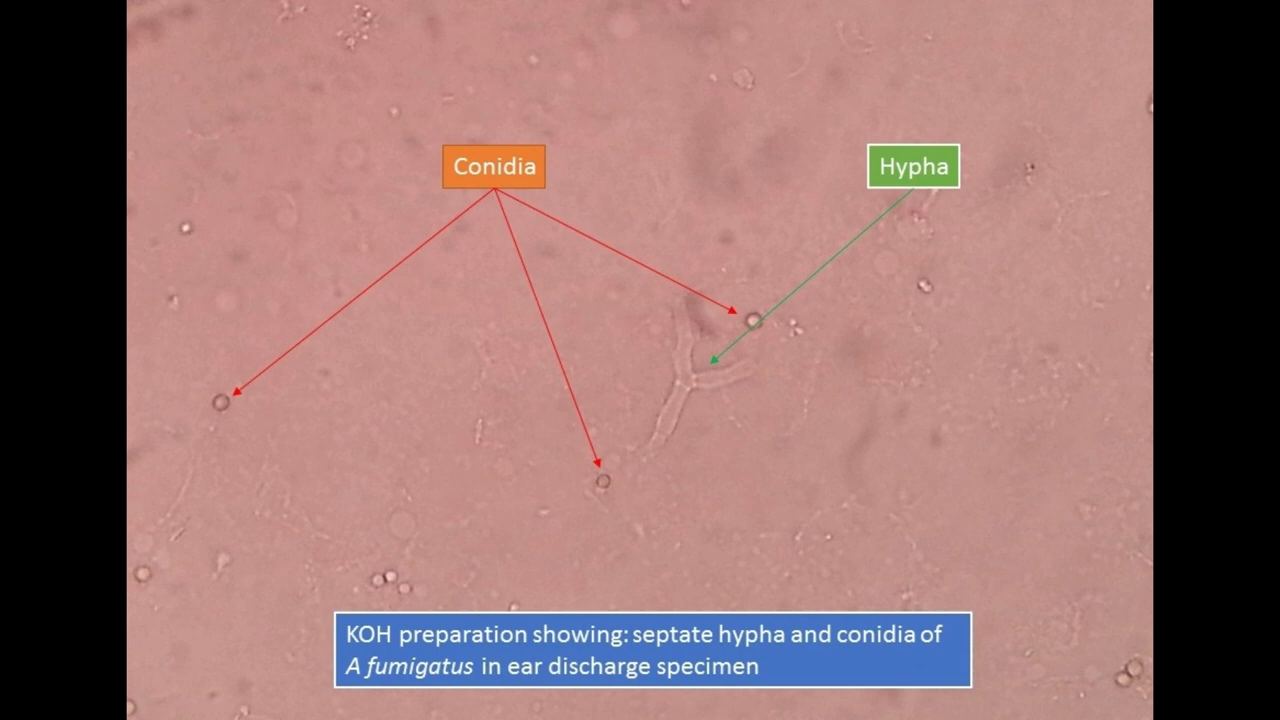 Conidia
Hypha
KOH preparation showing: septate hypha and conidia of
A fumigatus in ear discharge specimen